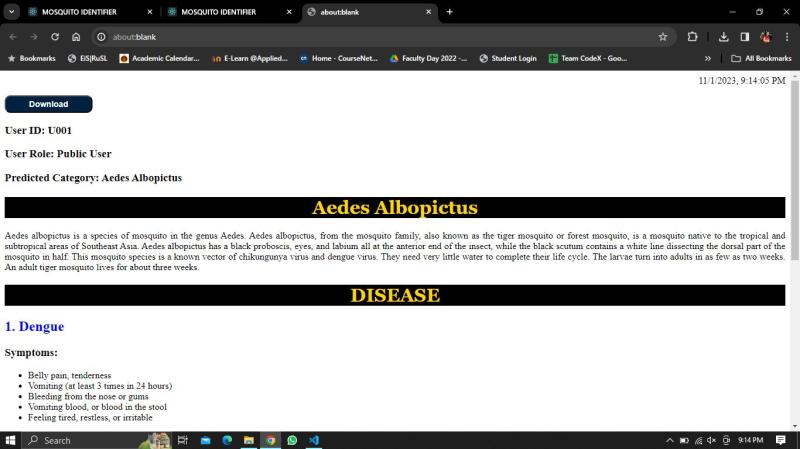 MOSQUITO IDENTIFIER
MOSQUITO IDENTIFIER
about:blank
about:blank
Bookmarks
EiS|RuSL
Academic Calendar...
E-Learn @Applied...
Home - CourseNet...
Faculty Day 2022 -...
Student Login
Team CodeX - Goo...
All Bookmarks
11/1/2023, 9:14:05 PM
Download
User ID: U001
User Role: Public User
Predicted Category: Aedes Albopictus
Aedes Albopictus
Aedes albopictus is a species of mosquito in the genus Aedes. Aedes albopictus, from the mosquito family, also known as the tiger mosquito or forest mosquito, is a mosquito native to the tropical and
subtropical areas of Southeast Asia. Aedes albopictus has a black proboscis, eyes, and labium all at the anterior end of the insect, while the black scutum contains a white line dissecting the dorsal part of the
mosquito in half. This mosquito species is a known vector of chikungunya virus and dengue virus. They need very little water to complete their life cycle. The larvae turn into adults in as few as two weeks.
An adult tiger mosquito lives for about three weeks.
DISEASE
1. Dengue
Symptoms:
Belly pain, tenderness
Vomiting (at least 3 times in 24 hours)
Bleeding from the nose or gums
Vomiting blood, or blood in the stool
Feeling tired, restless, or irritable
Search
9:14 PM